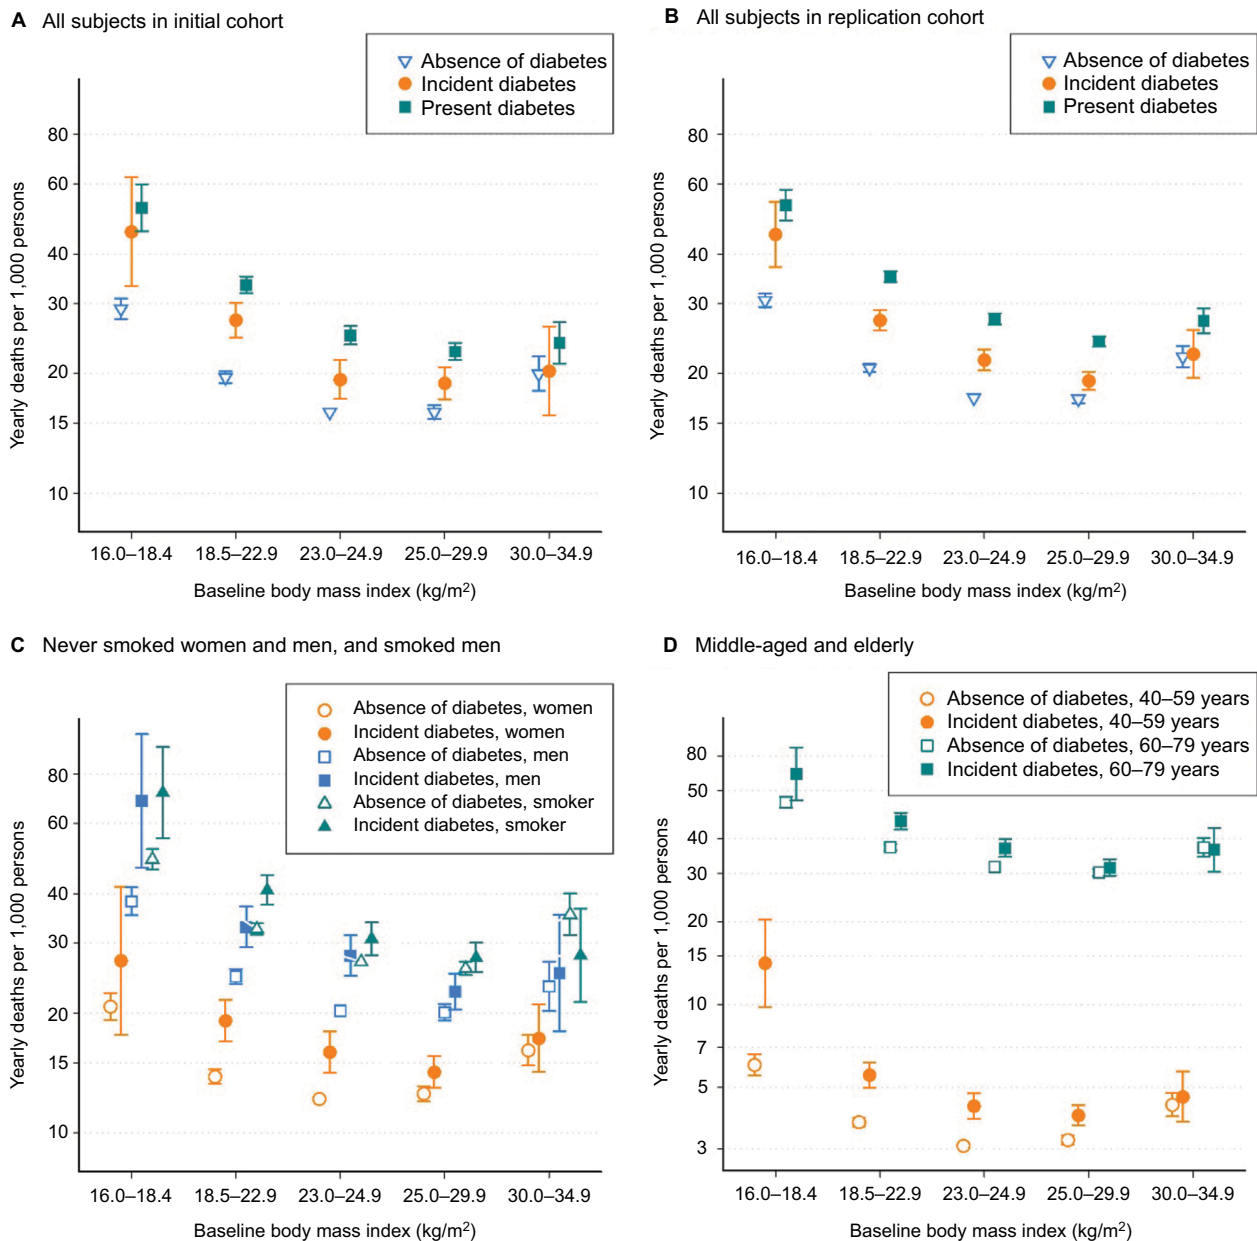 A All subjects in initial cohort
Absence of diabetes
Incident diabetes
Present diabetes
80
60
40
30
20
15
10
Yearly deaths per 1,000 persons
16.0–18.4 18.5–22.9 23.0–24.9 25.0–29.9 30.0–34.9
Baseline body mass index (kg/m²)
B All subjects in replication cohort
Absence of diabetes
Incident diabetes
Present diabetes
80
60
40
30
20
15
10
Yearly deaths per 1,000 persons
16.0–18.4 18.5–22.9 23.0–24.9 25.0–29.9 30.0–34.9
Baseline body mass index (kg/m²)
C Never smoked women and men, and smoked men
Absence of diabetes, women
Incident diabetes, women
Absence of diabetes, men
Incident diabetes, men
Absence of diabetes, smoker
Incident diabetes, smoker
80
60
40
30
20
15
10
Yearly deaths per 1,000 persons
16.0–18.4 18.5–22.9 23.0–24.9 25.0–29.9 30.0–34.9
Baseline body mass index (kg/m²)
D Middle-aged and elderly
Absence of diabetes, 40–59 years
Incident diabetes, 40–59 years
Absence of diabetes, 60–79 years
Incident diabetes, 60–79 years
80
50
40
30
20
15
10
7
5
3
Yearly deaths per 1,000 persons
16.0–18.4 18.5–22.9 23.0–24.9 25.0–29.9 30.0–34.9
Baseline body mass index (kg/m²)